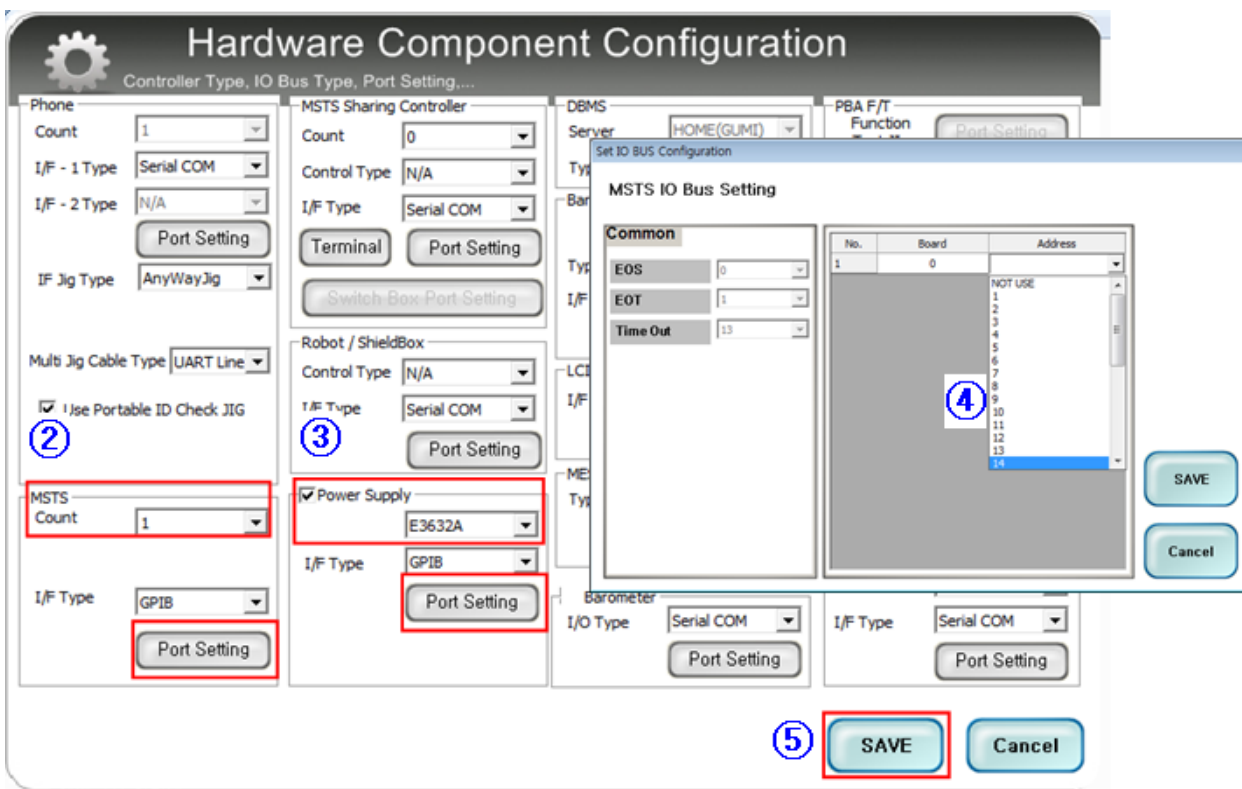 Hardware Component Configuration
Controller Type, IO Bus Type, Port Setting,...
Phone
Count 1
I/F - 1 Type Serial COM
I/F - 2 Type N/A
Port Setting
IF Jig Type AnyWayJig
Multi Jig Cable Type UART Line
Use Portable ID Check JIG
②
MSTS
Count 1
I/F Type GPIB
Port Setting
MSTS Sharing Controller
Count 0
Control Type N/A
I/F Type Serial COM
Terminal Port Setting
Switch Box Port Setting
Robot / ShieldBox
Control Type N/A
I/F Type Serial COM
③ Port Setting
Power Supply
E3632A
I/F Type GPIB
Port Setting
DBMS
Server HOME(GUMI)
Barometer
I/O Type Serial COM
Port Setting
PBA F/T
Function
Port Setting
I/F Type Serial COM
Port Setting
Set IO BUS Configuration
MSTS IO Bus Setting
Common
EOS 0
EOT 1
Time Out 13
No. Board Address
1 0
NOT USE
1
2
3
4
5
6
7
8
9
10
11
12
13
14
④
SAVE
Cancel
⑤ SAVE Cancel